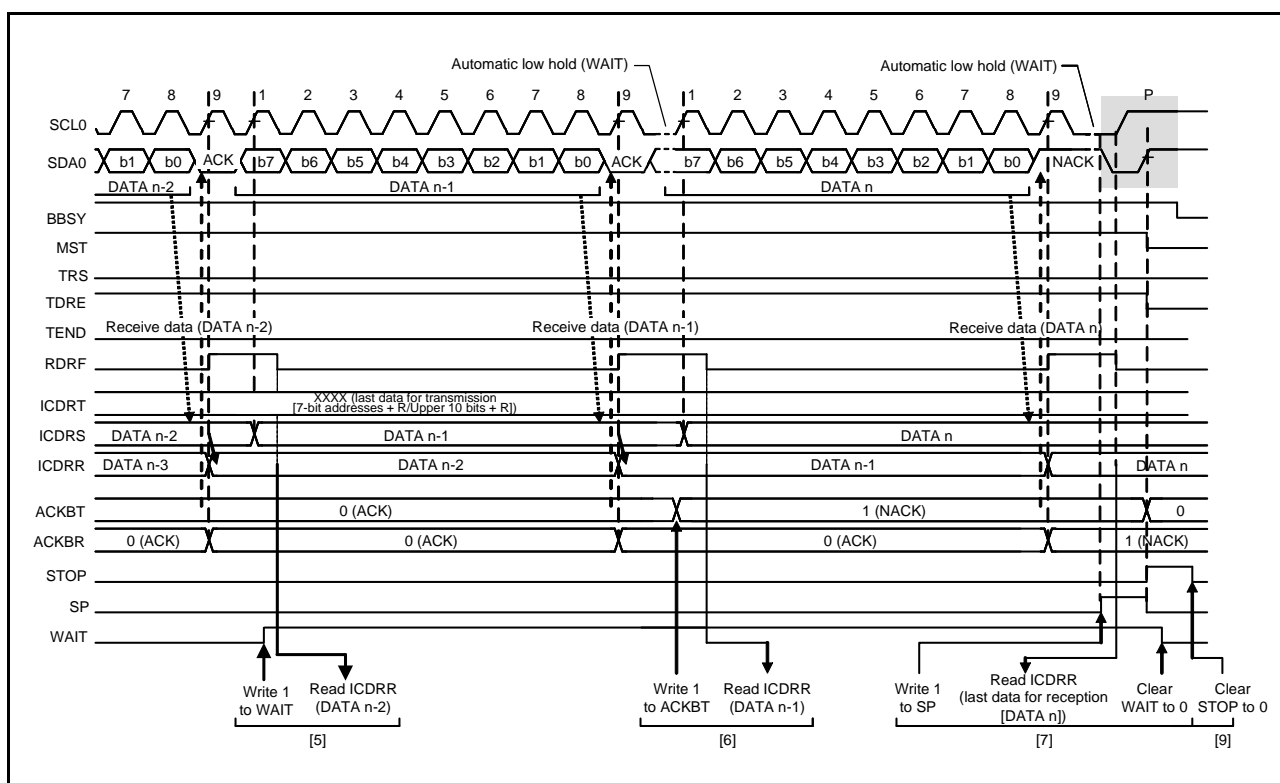 Automatic low hold (WAIT)
Automatic low hold (WAIT)
7 8 9 1 2 3 4 5 6 7 8 9 1 2 3 4 5 6 7 8 9 P
SCL0
SDA0 b1 b0 ACK b7 b6 b5 b4 b3 b2 b1 b0 ACK b7 b6 b5 b4 b3 b2 b1 b0 NACK
DATA n-2 DATA n-1 DATA n
BBSY
MST
TRS
TDRE
TEND
Receive data (DATA n-2) Receive data (DATA n-1) Receive data (DATA n)
RDRF
XXXX (last data for transmission
[7-bit addresses + R/Upper 10 bits + R])
ICDRT
ICDRS DATA n-2 DATA n-1 DATA n
ICDRR DATA n-3 DATA n-2 DATA n-1 DATA n
ACKBT 0 (ACK) 1 (NACK) 0
ACKBR 0 (ACK) 0 (ACK) 0 (ACK) 1 (NACK)
STOP
SP
WAIT
Write 1
to WAIT
Read ICDRR
(DATA n-2)
[5]
Write 1
to ACKBT
Read ICDRR
(DATA n-1)
[6]
Write 1
to SP
Read ICDRR
(last data for reception
[DATA n])
Clear
WAIT to 0
[7]
Clear
STOP to 0
[9]